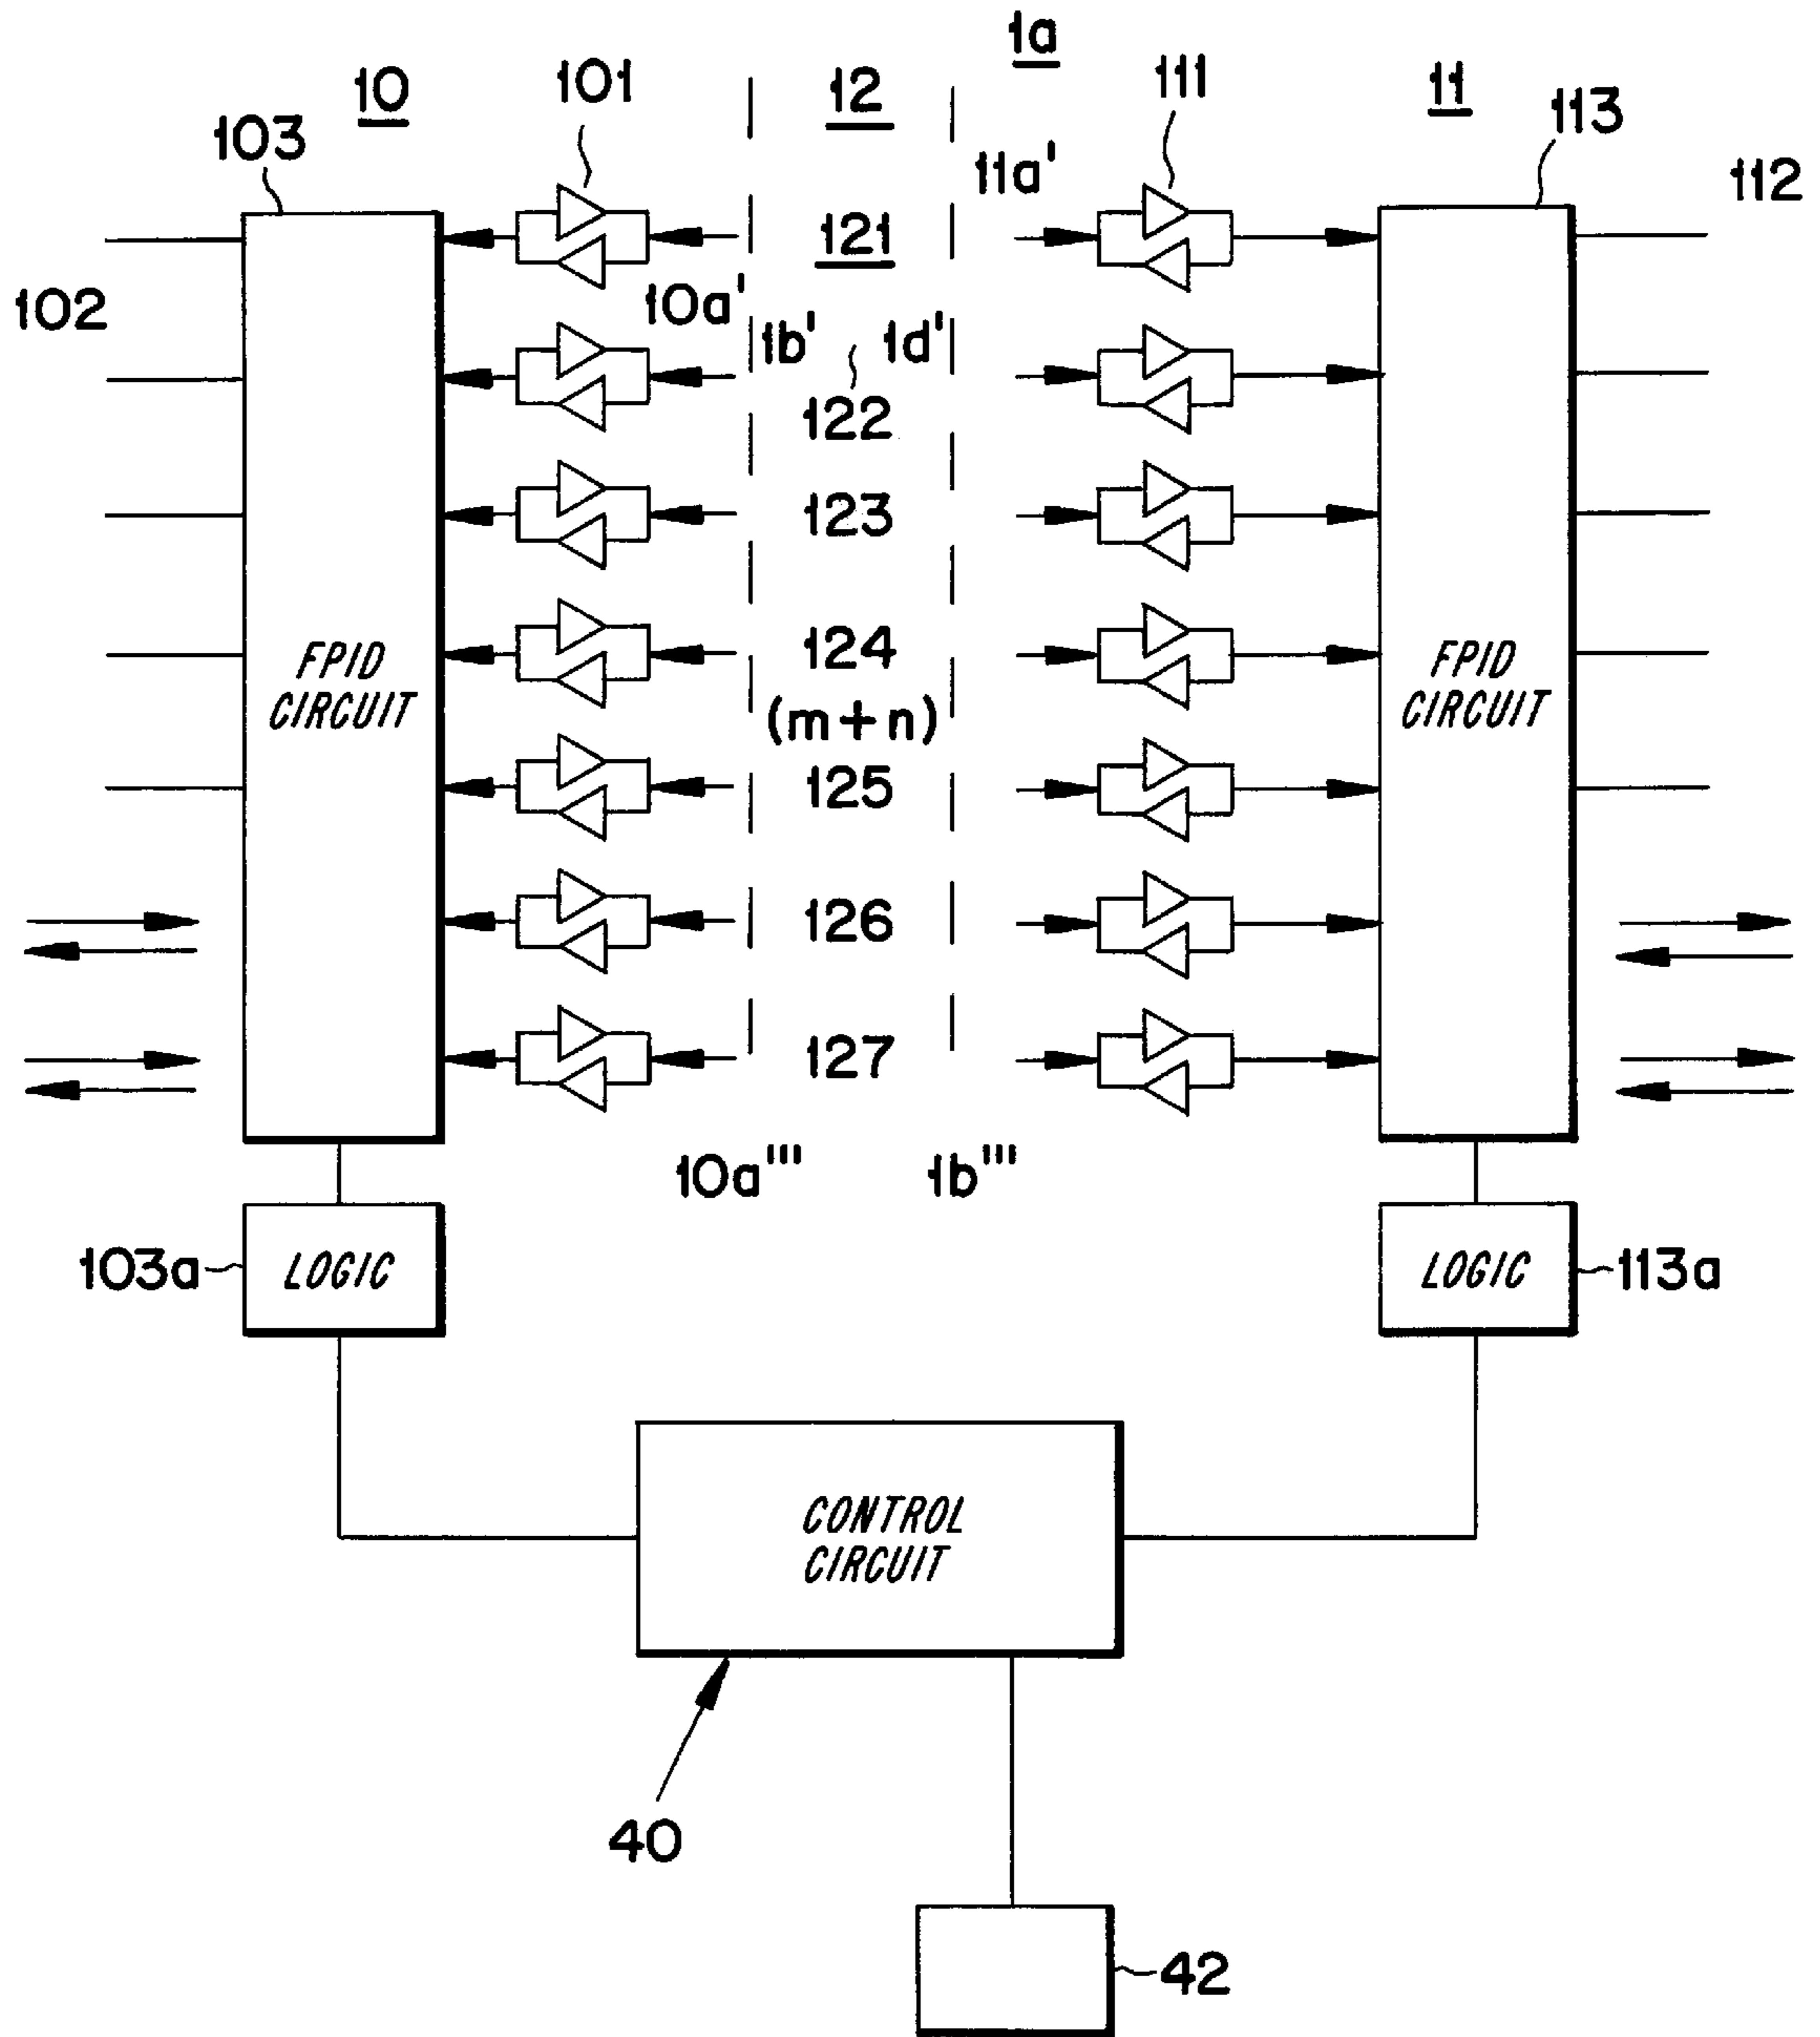 1a
10
101
12
111
11
103
113
11a'
112
121
102
10a'
1b'
1d'
122
123
124
FPID
CIRCUIT
FPID
CIRCUIT
(m+n)
125
126
127
10a'''
1b'''
103a
LOGIC
LOGIC
113a
CONTROL
CIRCUIT
40
42